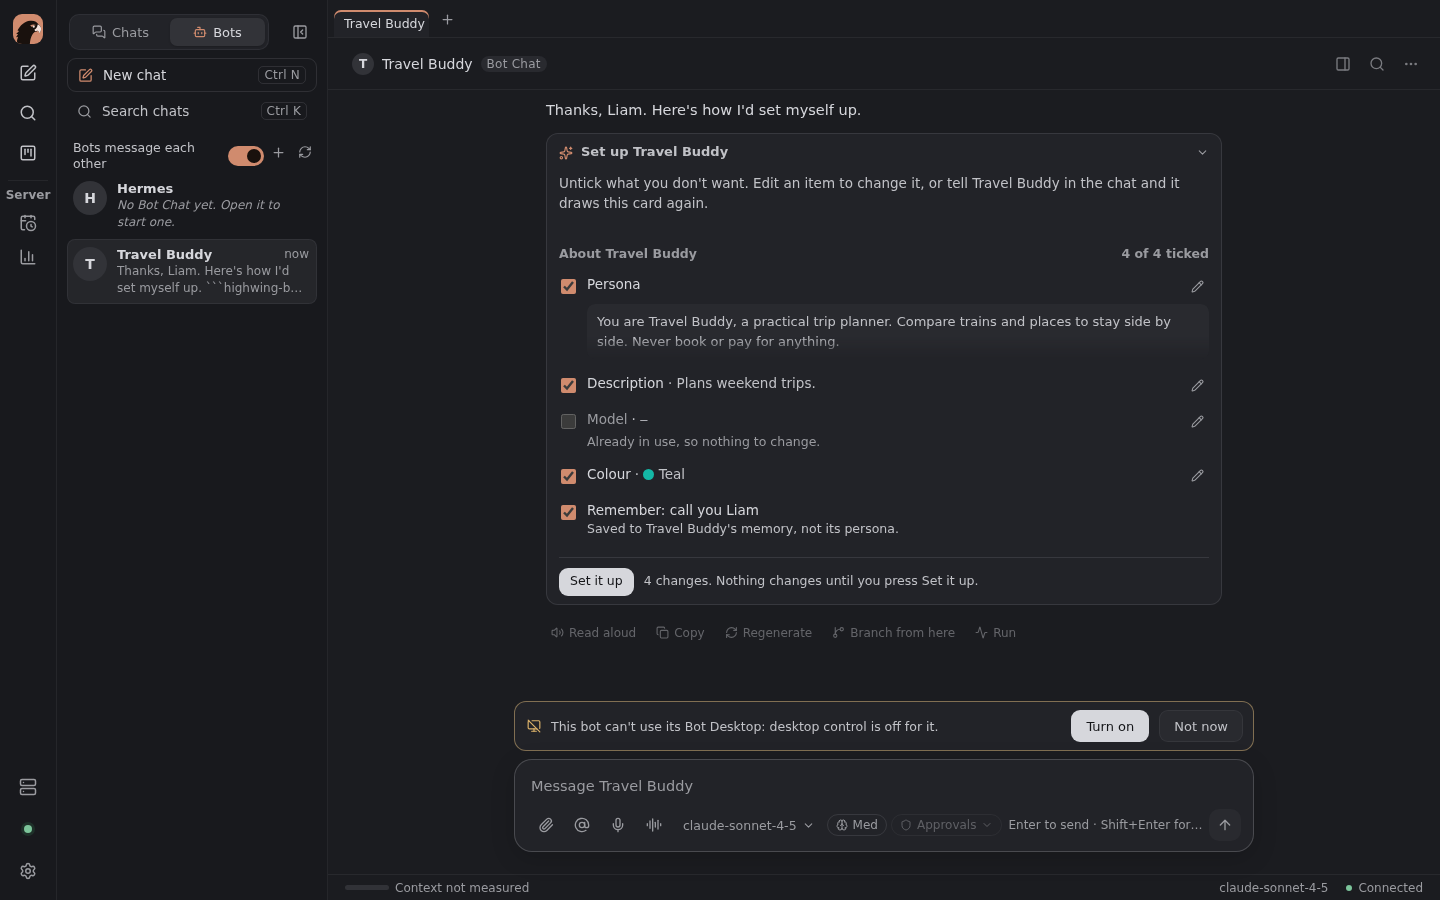 Chats
Bots
New chat
Ctrl N
Search chats
Ctrl K
Bots message each
other
Server
H
Hermes
No Bot Chat yet. Open it to
start one.
T
Travel Buddy
now
Thanks, Liam. Here's how I'd
set myself up. ```highwing-b…
Travel Buddy
T
Travel Buddy
Bot Chat
Thanks, Liam. Here's how I'd set myself up.
Set up Travel Buddy
Untick what you don't want. Edit an item to change it, or tell Travel Buddy in the chat and it
draws this card again.
About Travel Buddy
4 of 4 ticked
Persona
You are Travel Buddy, a practical trip planner. Compare trains and places to stay side by
side. Never book or pay for anything.
Description · Plans weekend trips.
Model · –
Already in use, so nothing to change.
Colour · Teal
Remember: call you Liam
Saved to Travel Buddy's memory, not its persona.
Set it up
4 changes. Nothing changes until you press Set it up.
Read aloud
Copy
Regenerate
Branch from here
Run
This bot can't use its Bot Desktop: desktop control is off for it.
Turn on
Not now
Message Travel Buddy
claude-sonnet-4-5
Med
Approvals
Enter to send · Shift+Enter for…
Context not measured
claude-sonnet-4-5
Connected